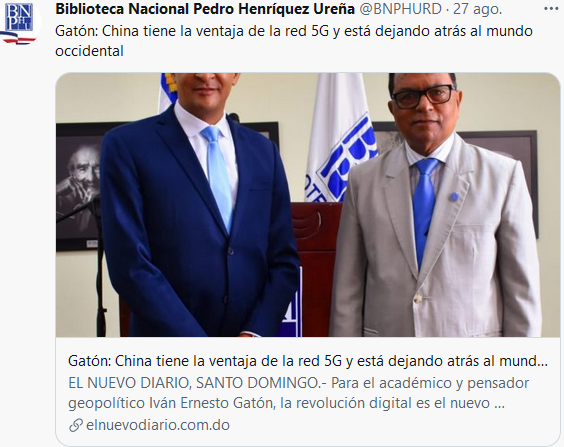 Biblioteca Nacional Pedro Henríquez Ureña @BNPHURD · 27 ago.
Gatón: China tiene la ventaja de la red 5G y está dejando atrás al mundo
occidental
Gatón: China tiene la ventaja de la red 5G y está dejando atrás al mund...
EL NUEVO DIARIO, SANTO DOMINGO.- Para el académico y pensador
geopolítico Iván Ernesto Gatón, la revolución digital es el nuevo ...
elnuevodiario.com.do